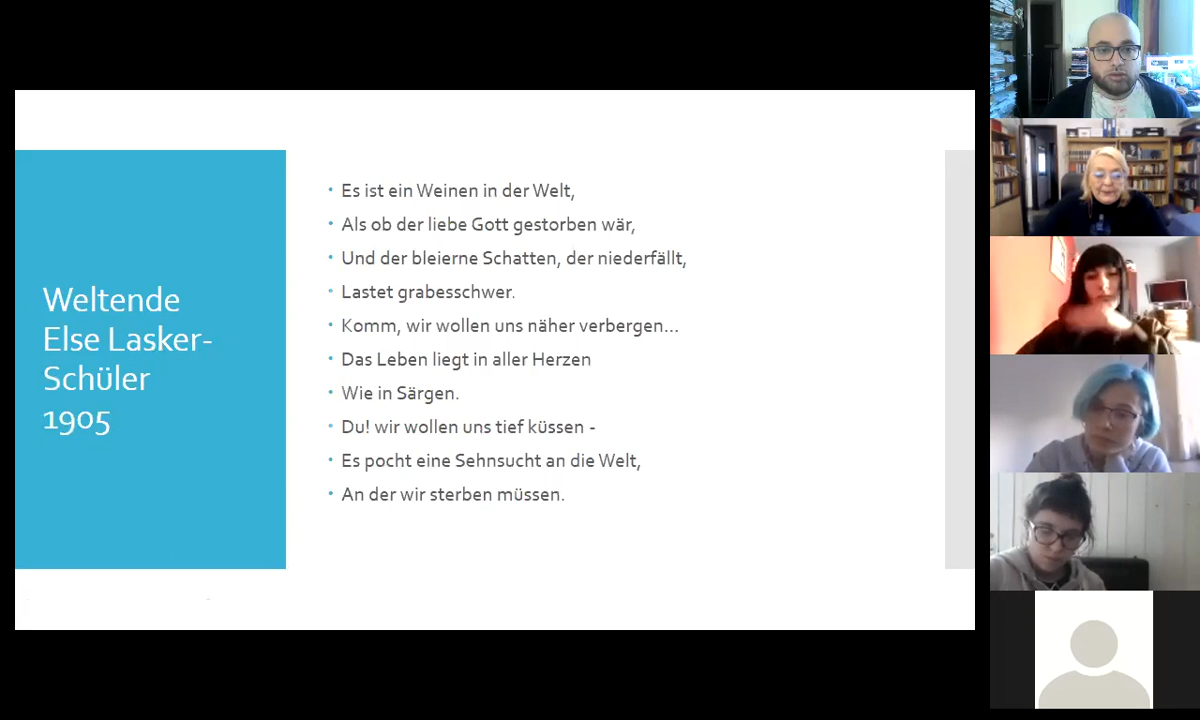 Weltende
Else Lasker-
Schüler
1905
Es ist ein Weinen in der Welt,
Als ob der liebe Gott gestorben wär,
Und der bleierne Schatten, der niederfällt,
Lastet grabesschwer.
Komm, wir wollen uns näher verbergen...
Das Leben liegt in aller Herzen
Wie in Särgen.
Du! wir wollen uns tief küssen -
Es pocht eine Sehnsucht an die Welt,
An der wir sterben müssen.